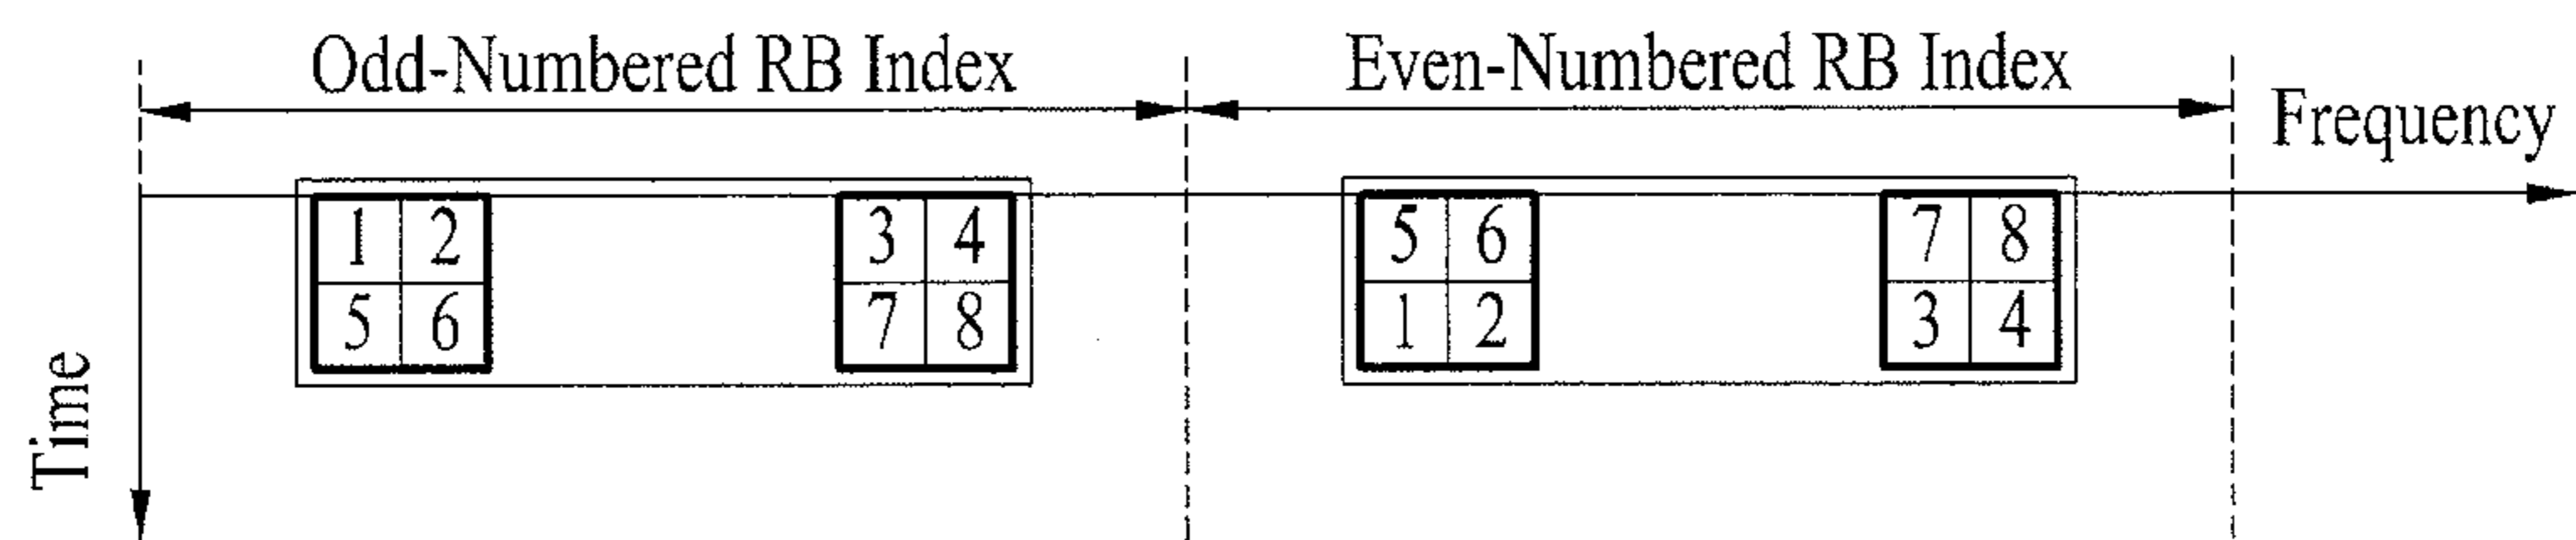 Odd-Numbered RB Index Even-Numbered RB Index
Frequency
1 2 3 4 5 6 7 8
5 6 7 8 1 2 3 4
Time